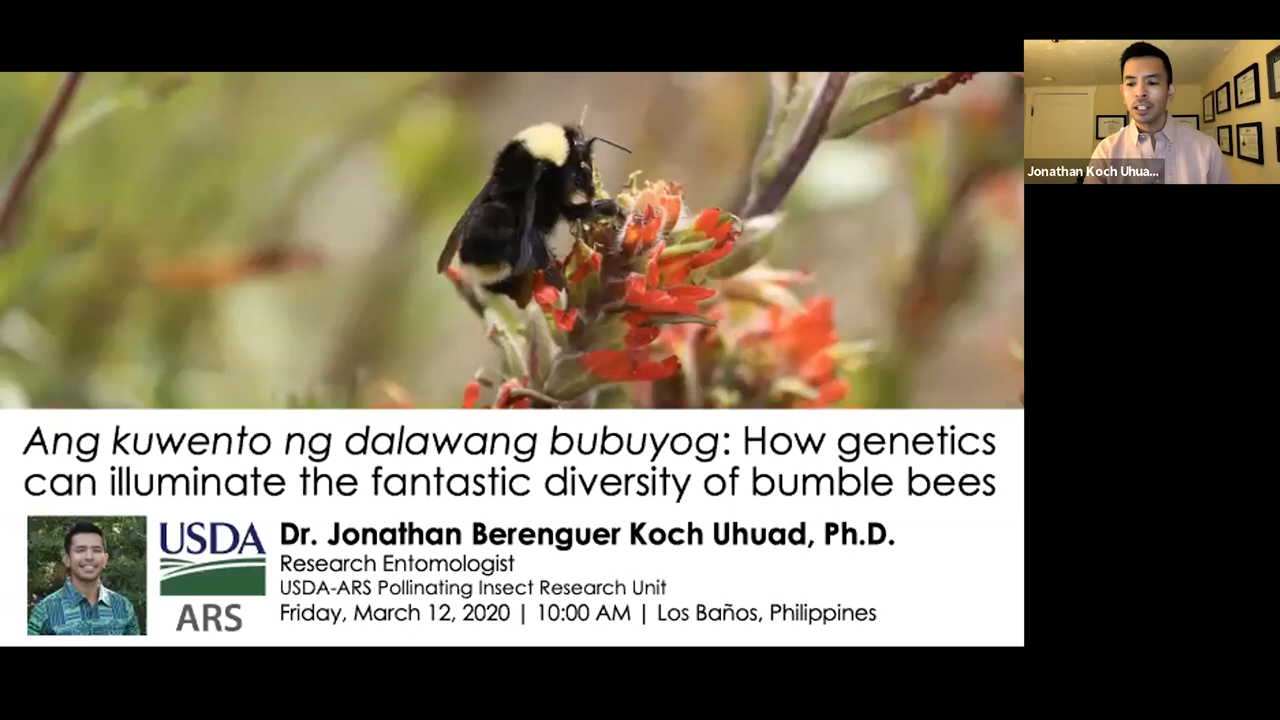 Jonathan Koch Uhua...
Ang kuwento ng dalawang bubuyog: How genetics
can illuminate the fantastic diversity of bumble bees
USDA
ARS
Dr. Jonathan Berenguer Koch Uhuad, Ph.D.
Research Entomologist
USDA-ARS Pollinating Insect Research Unit
Friday, March 12, 2020 | 10:00 AM | Los Baños, Philippines